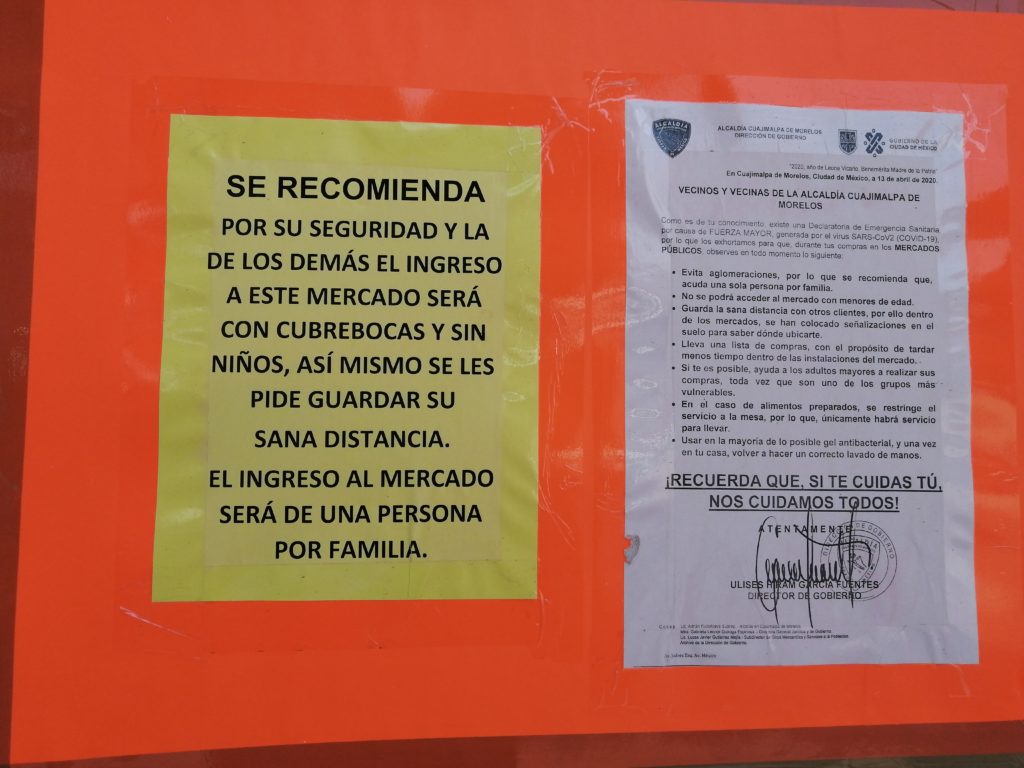 SE RECOMIENDA
POR SU SEGURIDAD Y LA
DE LOS DEMÁS EL INGRESO
A ESTE MERCADO SERÁ
CON CUBREBOCAS Y SIN
NIÑOS, ASÍ MISMO SE LES
PIDE GUARDAR SU
SANA DISTANCIA.
EL INGRESO AL MERCADO
SERÁ DE UNA PERSONA
POR FAMILIA.
ALCALDÍA
ALCALDÍA CUAJIMALPA DE MORELOS
DIRECCIÓN DE GOBIERNO
GOBIERNO DE LA
CIUDAD DE MÉXICO
"2020, año de Leona Vicario, Benemérita Madre de la Patria"
En Cuajimalpa de Morelos, Ciudad de México, a 13 de abril de 2020.
VECINOS Y VECINAS DE LA ALCALDÍA CUAJIMALPA DE
MORELOS
Como es de tu conocimiento, existe una Declaratoria de Emergencia Sanitaria
por causa de FUERZA MAYOR, generada por el virus SARS-CoV2 (COVID-19),
por lo que los exhortamos para que, durante tus compras en los MERCADOS
PÚBLICOS, observes en todo momento lo siguiente:
• Evita aglomeraciones, por lo que se recomienda que,
acuda una sola persona por familia.
• No se podrá acceder al mercado con menores de edad.
• Guarda la sana distancia con otros clientes, por ello dentro
de los mercados, se han colocado señalizaciones en el
suelo para saber dónde ubicarte.
• Lleva una lista de compras, con el propósito de tardar
menos tiempo dentro de las instalaciones del mercado.
• Si te es posible, ayuda a los adultos mayores a realizar sus
compras, toda vez que son uno de los grupos más
vulnerables.
• En el caso de alimentos preparados, se restringe el
servicio a la mesa, por lo que, únicamente habrá servicio
para llevar.
• Usar en la mayoría de lo posible gel antibacterial, y una vez
en tu casa, volver a hacer un correcto lavado de manos.
¡RECUERDA QUE, SI TE CUIDAS TÚ,
NOS CUIDAMOS TODOS!
ATENTAMENTE
ULISES HIRAM GARCÍA FUENTES
DIRECTOR DE GOBIERNO